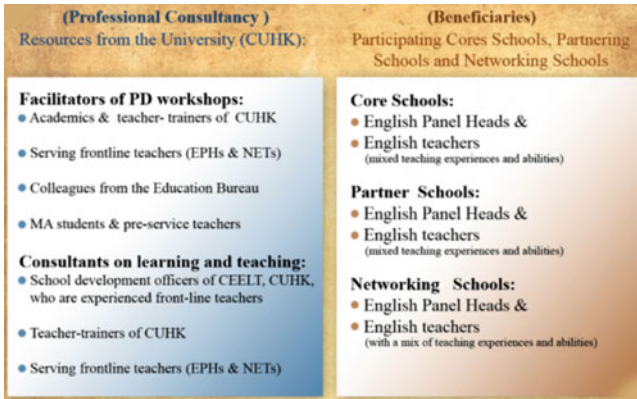 (Professional Consultancy )
Resources from the University (CUHK):
Facilitators of PD workshops:
Academics & teacher- trainers of CUHK
Serving frontline teachers (EPHs & NETs)
Colleagues from the Education Bureau
MA students & pre-service teachers
Consultants on learning and teaching:
School development officers of CEELT, CUHK,
who are experienced front-line teachers
Teacher-trainers of CUHK
Serving frontline teachers (EPHs & NETs)
(Beneficiaries)
Participating Cores Schools, Partnering
Schools and Networking Schools
Core Schools:
English Panel Heads &
English teachers
(mixed teaching experiences and abilities)
Partner Schools:
English Panel Heads &
English teachers
(mixed teaching experiences and abilities)
Networking Schools:
English Panel Heads &
English teachers
(with a mix of teaching experiences and abilities)